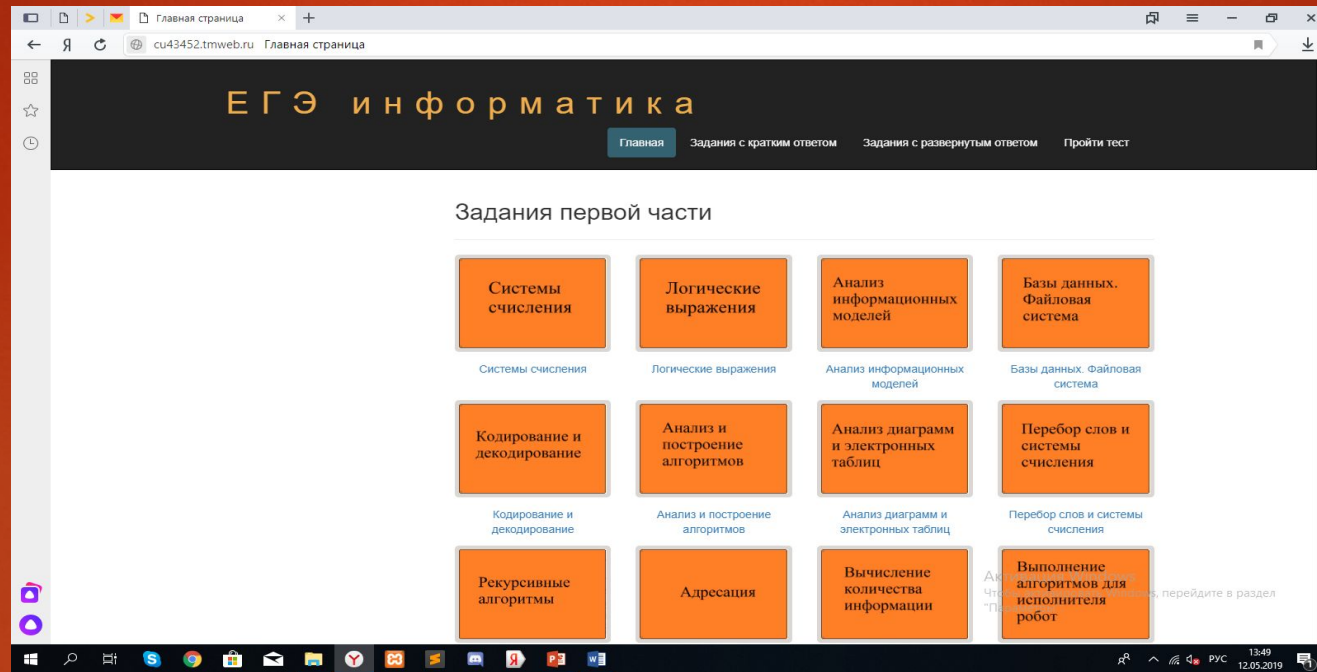 Главная страница
cu43452.tmweb.ru Главная страница
ЕГЭ информатика
Главная Задания с кратким ответом Задания с развернутым ответом Пройти тест
Задания первой части
Системы
счисления
Логические
выражения
Анализ
информационных
моделей
Базы данных.
Файловая
система
Системы счисления
Логические выражения
Анализ информационных
моделей
Базы данных. Файловая
система
Кодирование и
декодирование
Анализ и
построение
алгоритмов
Анализ диаграмм
и электронных
таблиц
Перебор слов и
системы
счисления
Кодирование и
декодирование
Анализ и построение
алгоритмов
Анализ диаграмм и
электронных таблиц
Перебор слов и системы
счисления
Рекурсивные
алгоритмы
Адресация
Вычисление
количества
информации
Выполнение
алгоритмов для
исполнителя
робот
перейдите в раздел
РУС
13:49
12.05.2019